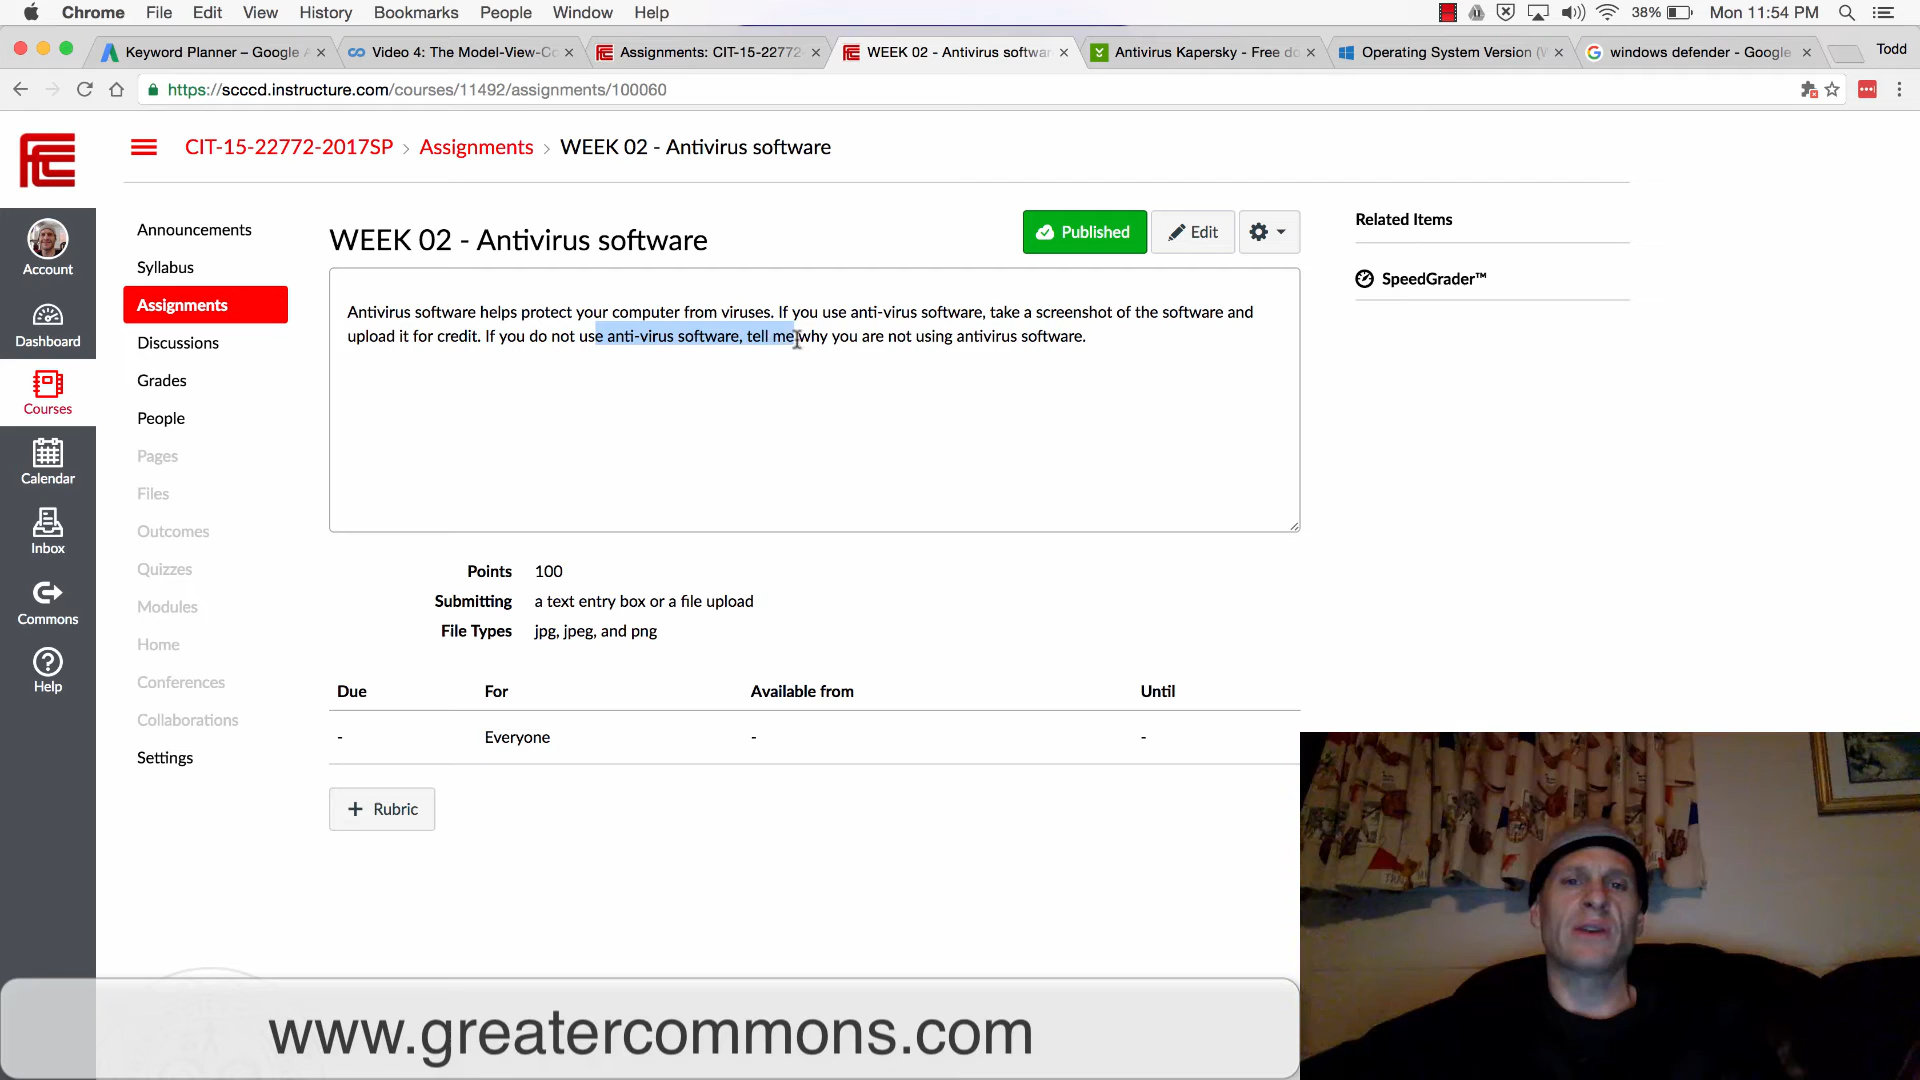 Chrome File Edit View History Bookmarks People Window Help 38% Mon 11:54 PM
Keyword Planner – Google Video 4: The Model-View-Co Assignments: CIT-15-22772 WEEK 02 - Antivirus softwar Antivirus Kapersky - Free do Operating System Version (W windows defender - Google Todd
https://scccd.instructure.com/courses/11492/assignments/100060
FCC
CIT-15-22772-2017SP › Assignments › WEEK 02 - Antivirus software
Account
Dashboard
Courses
Calendar
Inbox
Commons
Help
Announcements
Syllabus
Assignments
Discussions
Grades
People
Pages
Files
Outcomes
Quizzes
Modules
Home
Conferences
Collaborations
Settings
WEEK 02 - Antivirus software
Published Edit
Antivirus software helps protect your computer from viruses. If you use anti-virus software, take a screenshot of the software and
upload it for credit. If you do not use anti-virus software, tell me why you are not using antivirus software.
Points 100
Submitting a text entry box or a file upload
File Types jpg, jpeg, and png
Due For Available from Until
- Everyone - -
+ Rubric
Related Items
SpeedGrader™
www.greatercommons.com